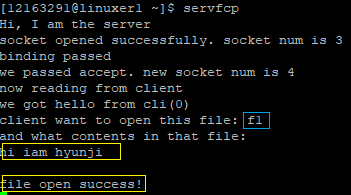 [12163291@linuxer1 ~]$ servfcp
Hi, I am the server
socket opened successfully. socket num is 3
binding passed
we passed accept. new socket num is 4
now reading from client
we got hello from cli(0)
client want to open this file: f1
and what contents in that file:
hi iam hyunji
file open success!